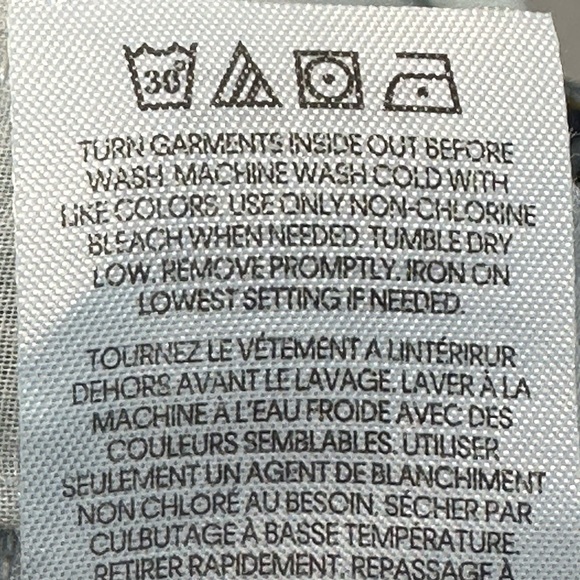 30°
TURN GARMENTS INSIDE OUT BEFORE
WASH. MACHINE WASH COLD WITH
LIKE COLORS. USE ONLY NON-CHLORINE
BLEACH WHEN NEEDED. TUMBLE DRY
LOW. REMOVE PROMPTLY. IRON ON
LOWEST SETTING IF NEEDED.
TOURNEZ LE VÉTEMENT A LINTÉRIRUR
DEHORS AVANT LE LAVAGE. LAVER À LA
MACHINE À L'EAU FROIDE AVEC DES
COULEURS SEMBLABLES. UTILISER
SEULEMENT UN AGENT DE BLANCHIMENT
NON CHLORÉ AU BESOIN. SÉCHER PAR
CULBUTAGE À BASSE TEMPÉRATURE.
RETIRER RAPIDEMENT. REPASSAGE À